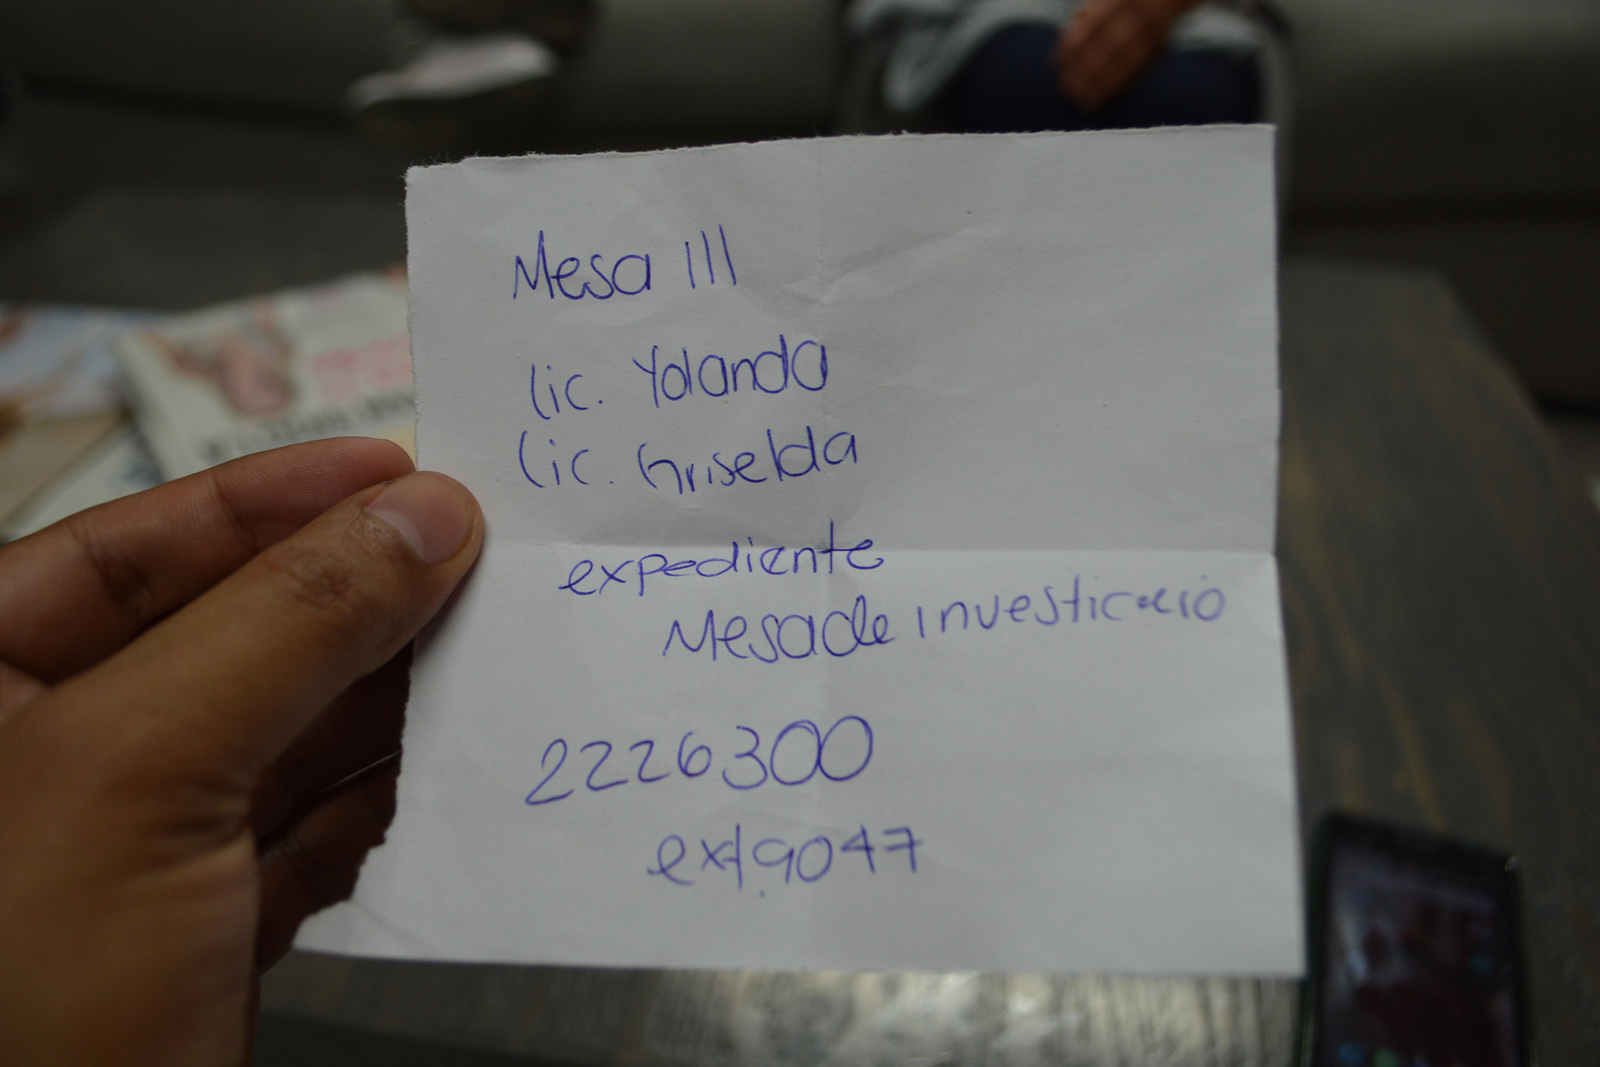 Mesa III
Lic. Yolanda
Lic. Griselda
expediente
Mesa de investicacio
2226300
ext.9047